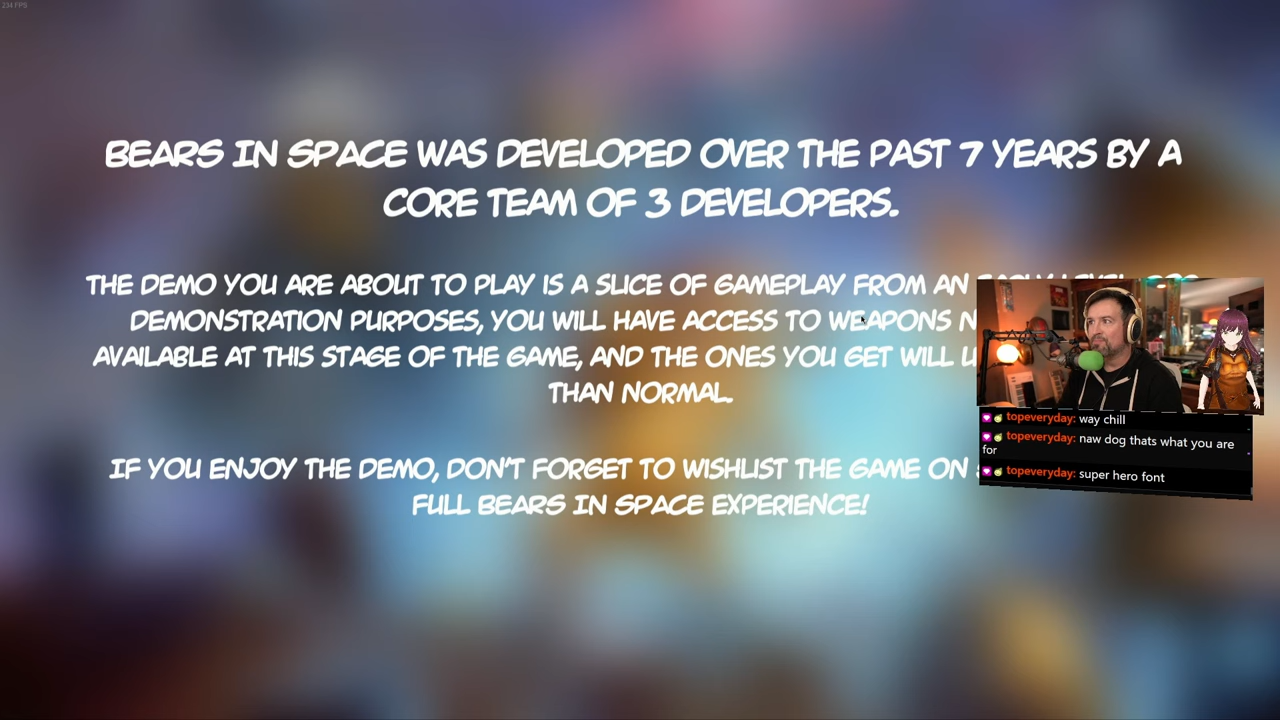 234 FPS
BEARS IN SPACE WAS DEVELOPED OVER THE PAST 7 YEARS BY A
CORE TEAM OF 3 DEVELOPERS.
THE DEMO YOU ARE ABOUT TO PLAY IS A SLICE OF GAMEPLAY FROM AN
DEMONSTRATION PURPOSES, YOU WILL HAVE ACCESS TO WEAPONS
AVAILABLE AT THIS STAGE OF THE GAME, AND THE ONES YOU GET WILL
THAN NORMAL.
IF YOU ENJOY THE DEMO, DON'T FORGET TO WISHLIST THE GAME ON
FULL BEARS IN SPACE EXPERIENCE!
topeveryday: way chill
topeveryday: naw dog thats what you are
for
topeveryday: super hero font